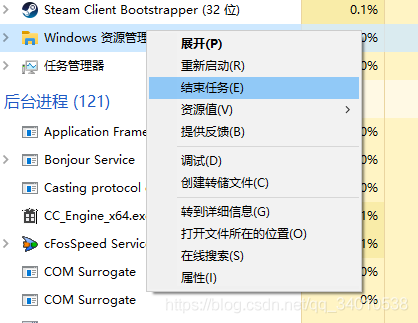 Steam Client Bootstrapper (32 位) 0.1%
Windows 资源管理 0%
任务管理器 0%
后台进程 (121)
Application Frame 0%
Bonjour Service 0%
Casting protocol 0%
CC_Engine_x64.ex 1%
cFosSpeed Servic 1%
COM Surrogate 0%
COM Surrogate 0%
展开(P)
重新启动(R)
结束任务(E)
资源值(V)
提供反馈(B)
调试(D)
创建转储文件(C)
转到详细信息(G)
打开文件所在的位置(O)
在线搜索(S)
属性(I)
https://blog.csdn.net/qq_34010538